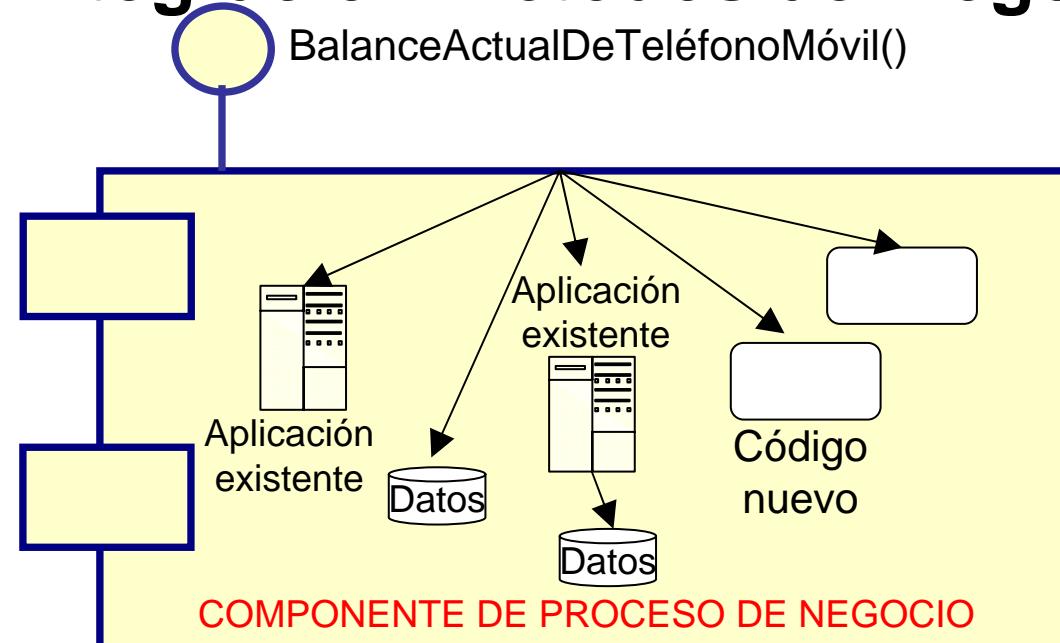 BalanceActualDeTeléfonoMóvil()
Aplicación
existente
Aplicación
existente
Datos
Código
nuevo
Datos
COMPONENTE DE PROCESO DE NEGOCIO